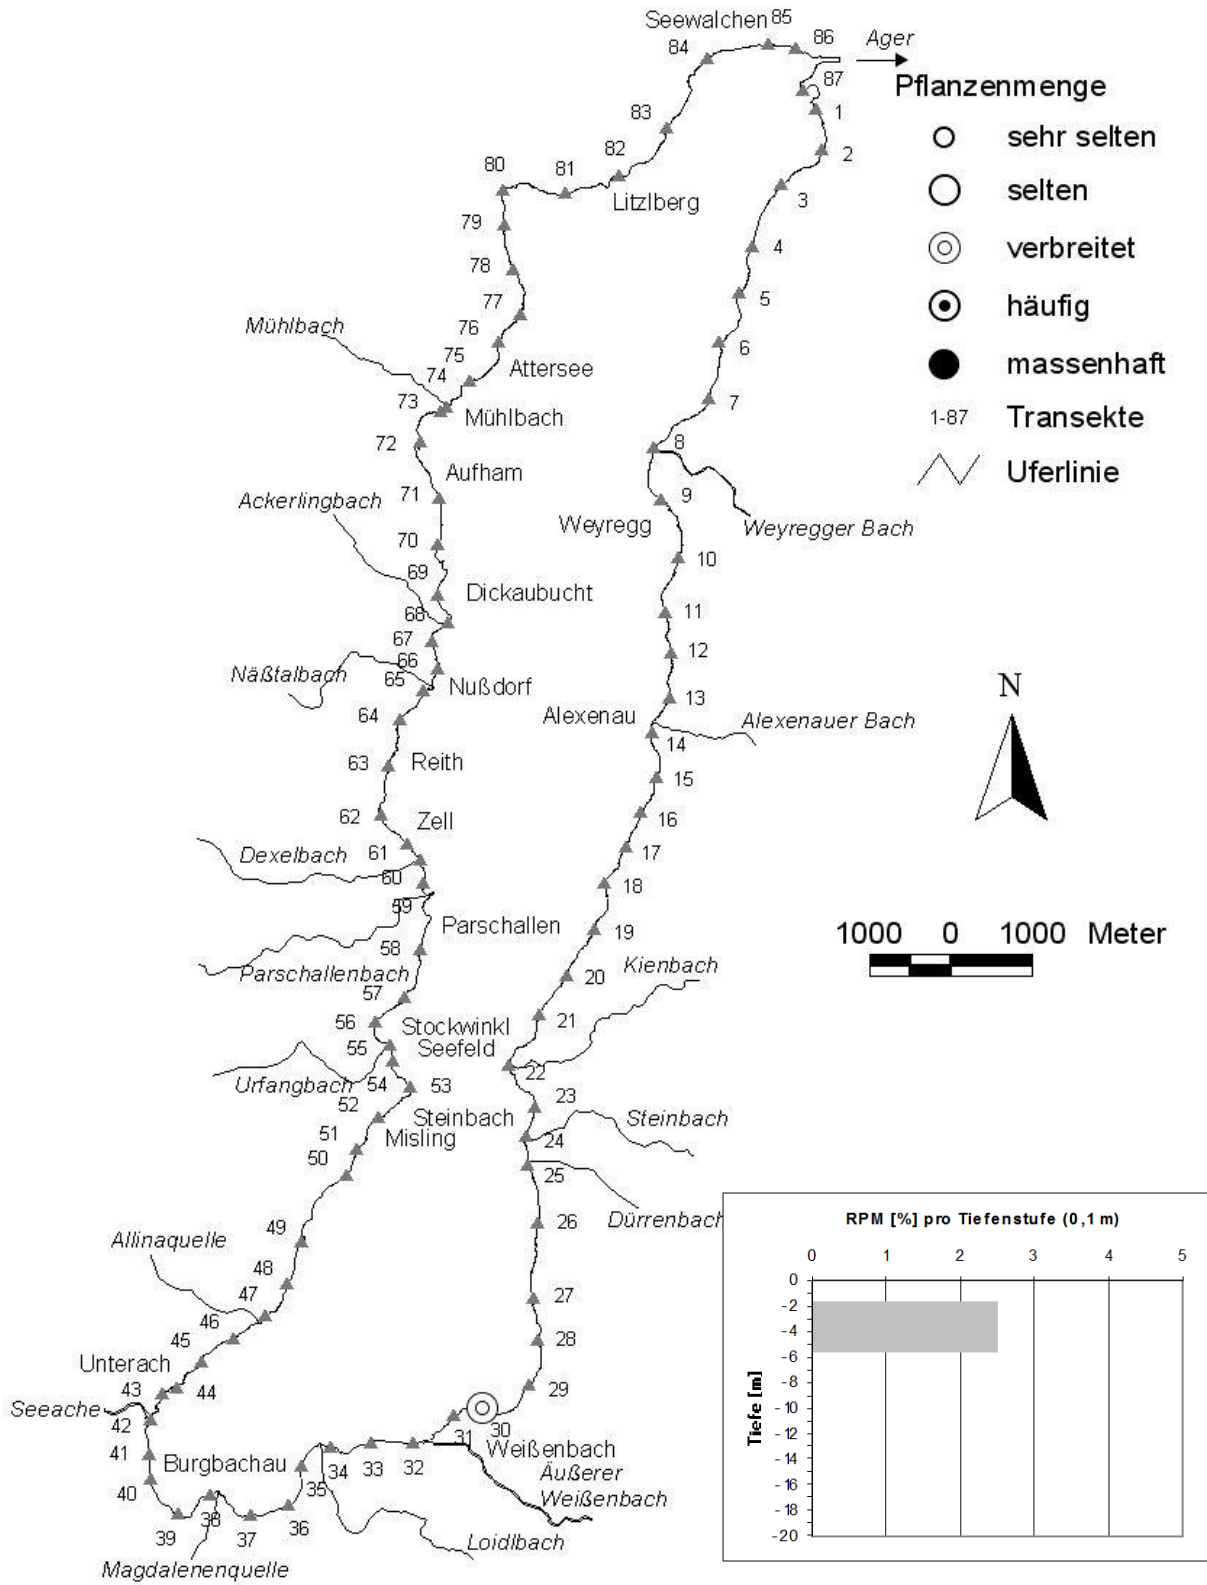 Seewalchen
85
86
84
Ager
87
Pflanzenmenge
1
sehr selten
83
2
82
80
81
selten
3
Litzlberg
79
4
verbreitet
78
5
77
häufig
Mühlbach
76
6
75
Attersee
massenhaft
74
7
73
Mühlbach
1-87
Transekte
72
8
Aufham
Uferlinie
71
9
Ackerlingbach
Weyregg
Weyregger Bach
70
10
69
Dickaubucht
68
11
67
12
66
Näßtalbach
65
Nußdorf
N
13
64
Alexenau
Alexenauer Bach
14
63
Reith
15
62
Zell
16
61
17
Dexelbach
60
18
59
Parschallen
19
1000
0
1000
Meter
58
Kienbach
Parschallenbach
20
57
56
Stockwinkl
21
55
Seefeld
22
Urfangbach
54
53
23
52
Steinbach
Steinbach
Misling
51
24
50
25
26
Dürrenbach
RPM [%] pro Tiefenstufe (0,1 m)
49
Allinaquelle
0
1
2
3
4
5
48
0
47
27
-2
46
28
-4
45
-6
Unterach
29
-8
43
44
Seeache
-10
42
30
31
Tiefe [m]
-12
41
Burgbachau
34
33
32
Weißenbach
-14
Äußerer
Weißenbach
-16
40
35
38
36
-18
39
37
-20
Loidlbach
Magdalenenquelle